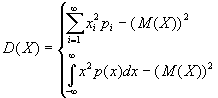 D(X) = { ∑_{i=1}^{∞} x_i^2 p_i − (M(X))^2
∫_{−∞}^{∞} x^2 p(x)dx − (M(X))^2